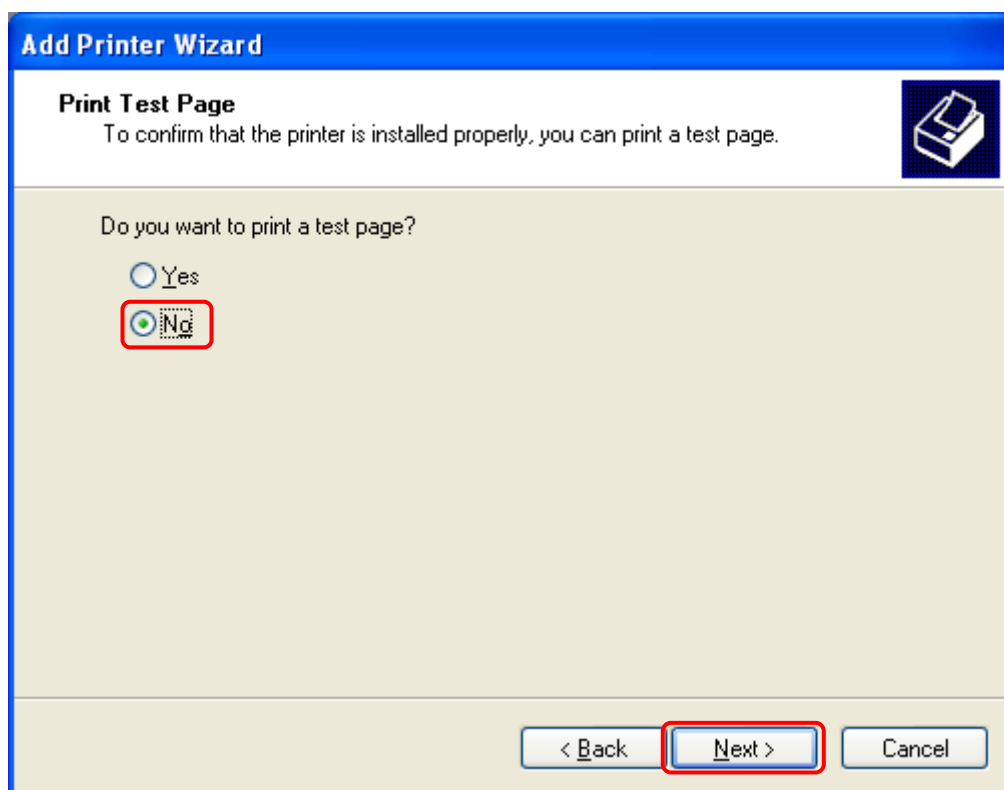 Add Printer Wizard
Print Test Page
To confirm that the printer is installed properly, you can print a test page.
Do you want to print a test page?
Yes
No
< Back Next > Cancel